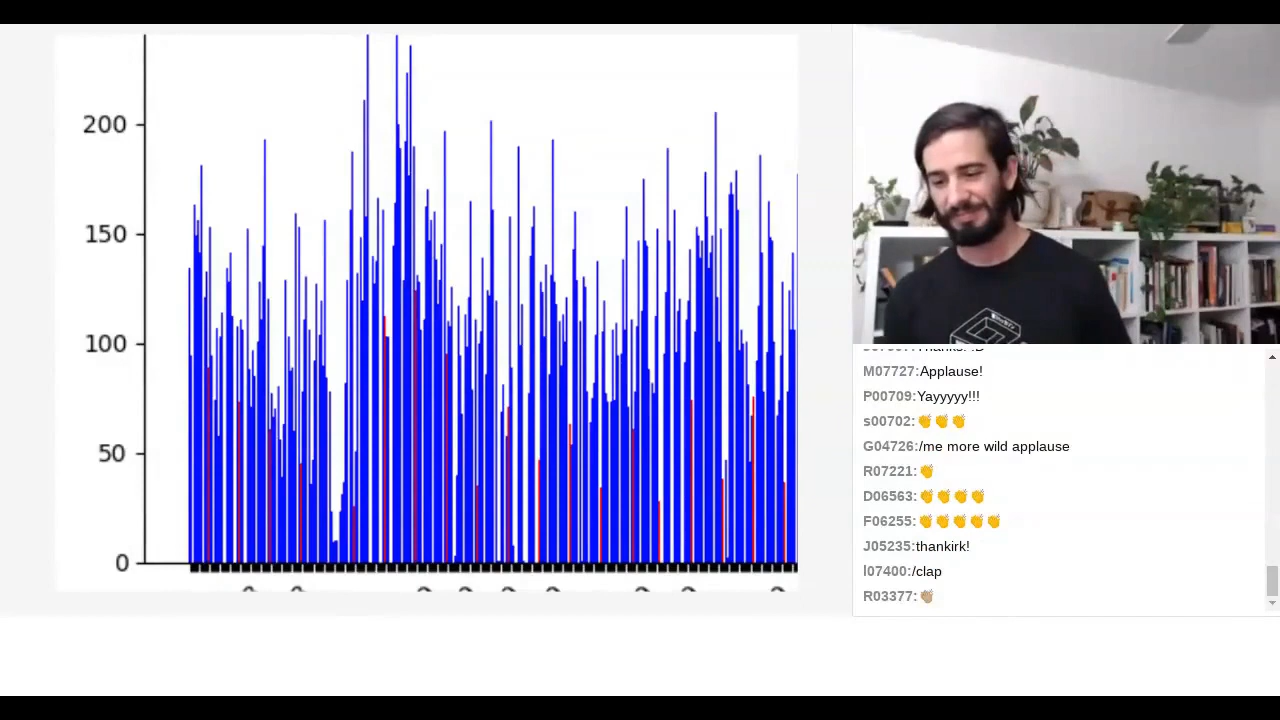 200
150
100
50
0
M07727:Applause!
P00709:Yayyyyy!!!
s00702:👏👏👏
G04726:/me more wild applause
R07221:👏
D06563:👏👏👏👏
F06255:👏👏👏👏👏
J05235:thankirk!
l07400:/clap
R03377:👏🏽